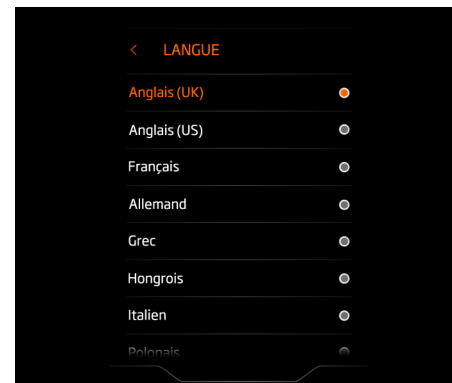 LANGUE
Anglais (UK)
Anglais (US)
Français
Allemand
Grec
Hongrois
Italien
Polonais